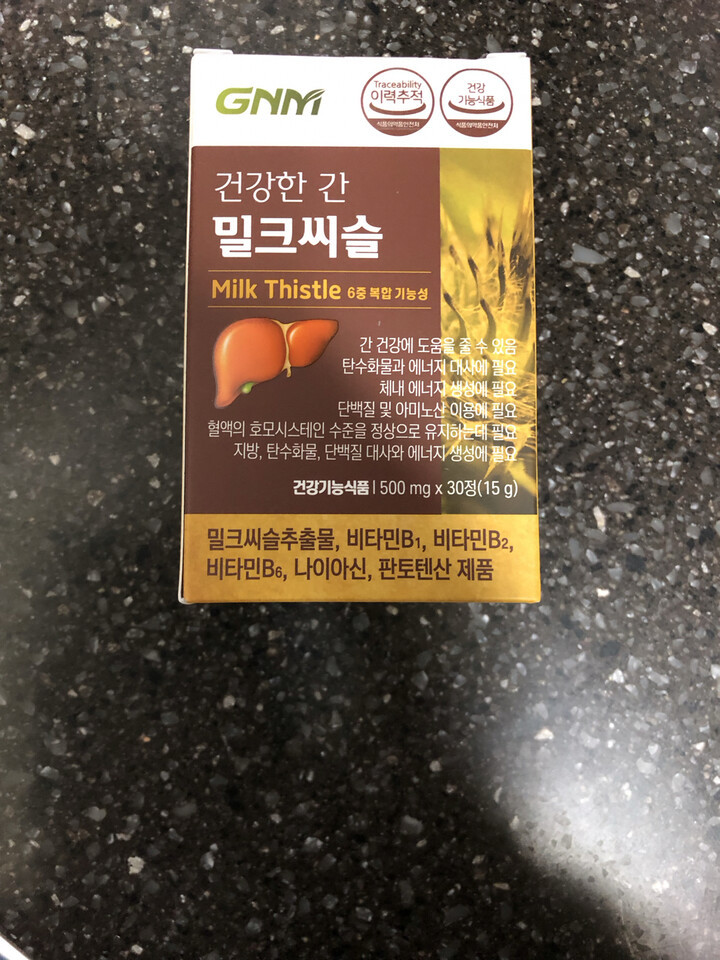 GNM
Traceability
이력추적
식품의약품안전처
건강
기능식품
식품의약품안전처
건강한 간
밀크씨슬
Milk Thistle 6중 복합 기능성
간 건강에 도움을 줄 수 있음
탄수화물과 에너지 대사에 필요
체내 에너지 생성에 필요
단백질 및 아미노산 이용에 필요
혈액의 호모시스테인 수준을 정상으로 유지하는데 필요
지방, 탄수화물, 단백질 대사와 에너지 생성에 필요
건강기능식품 | 500 mg x 30정(15 g)
밀크씨슬추출물, 비타민B₁, 비타민B₂,
비타민B₆, 나이아신, 판토텐산 제품